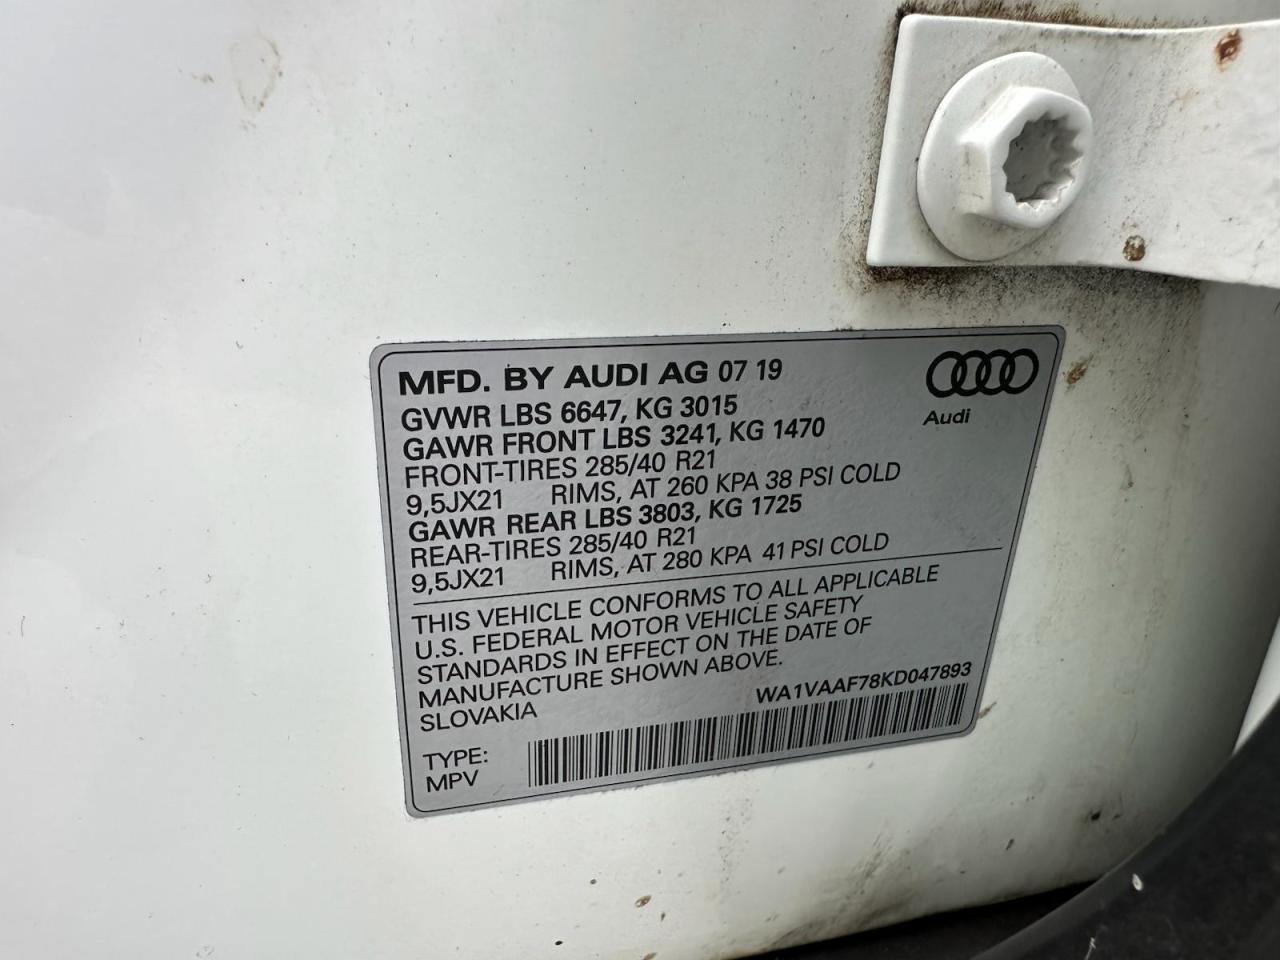 MFD. BY AUDI AG 07 19
Audi
GVWR LBS 6647, KG 3015
GAWR FRONT LBS 3241, KG 1470
FRONT-TIRES 285/40 R21
9,5JX21 RIMS, AT 260 KPA 38 PSI COLD
GAWR REAR LBS 3803, KG 1725
REAR-TIRES 285/40 R21
9,5JX21 RIMS, AT 280 KPA 41 PSI COLD
THIS VEHICLE CONFORMS TO ALL APPLICABLE
U.S. FEDERAL MOTOR VEHICLE SAFETY
STANDARDS IN EFFECT ON THE DATE OF
MANUFACTURE SHOWN ABOVE.
SLOVAKIA
WA1VAAF78KD047893
TYPE:
MPV